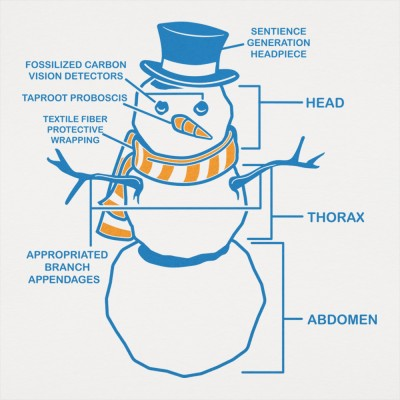 SENTIENCE
GENERATION
HEADPIECE
FOSSILIZED CARBON
VISION DETECTORS
TAPROOT PROBOSCIS
TEXTILE FIBER
PROTECTIVE
WRAPPING
HEAD
THORAX
APPROPRIATED
BRANCH
APPENDAGES
ABDOMEN